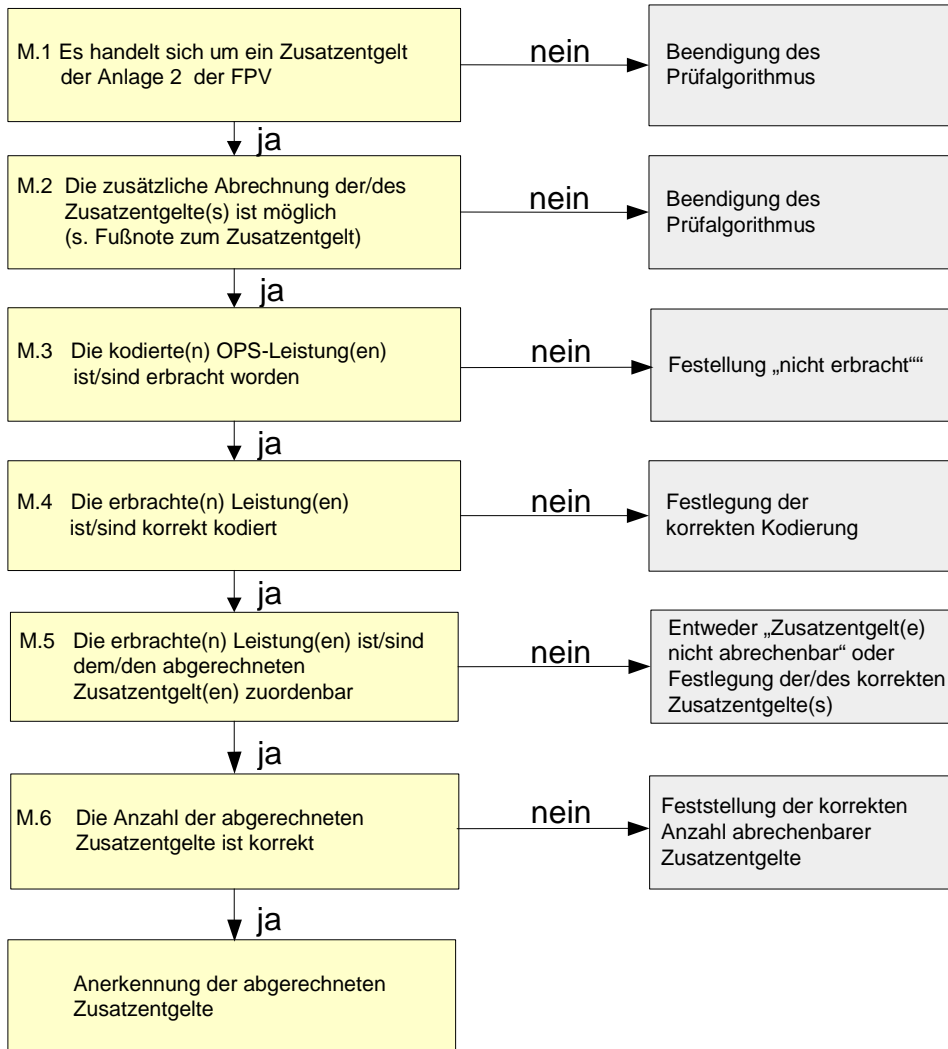 M.1 Es handelt sich um ein Zusatzentgelt
der Anlage 2 der FPV
nein
Beendigung des
Prüfalgorithmus
ja
M.2 Die zusätzliche Abrechnung der/des
Zusatzentgelte(s) ist möglich
(s. Fußnote zum Zusatzentgelt)
nein
Beendigung des
Prüfalgorithmus
ja
M.3 Die kodierte(n) OPS-Leistung(en)
ist/sind erbracht worden
nein
Festellung „nicht erbracht““
ja
M.4 Die erbrachte(n) Leistung(en)
ist/sind korrekt kodiert
nein
Festlegung der
korrekten Kodierung
ja
M.5 Die erbrachte(n) Leistung(en) ist/sind
dem/den abgerechneten
Zusatzentgelt(en) zuordenbar
nein
Entweder „Zusatzentgelt(e)
nicht abrechenbar“ oder
Festlegung der/des korrekten
Zusatzentgelte(s)
ja
M.6 Die Anzahl der abgerechneten
Zusatzentgelte ist korrekt
nein
Feststellung der korrekten
Anzahl abrechenbarer
Zusatzentgelte
ja
Anerkennung der abgerechneten
Zusatzentgelte